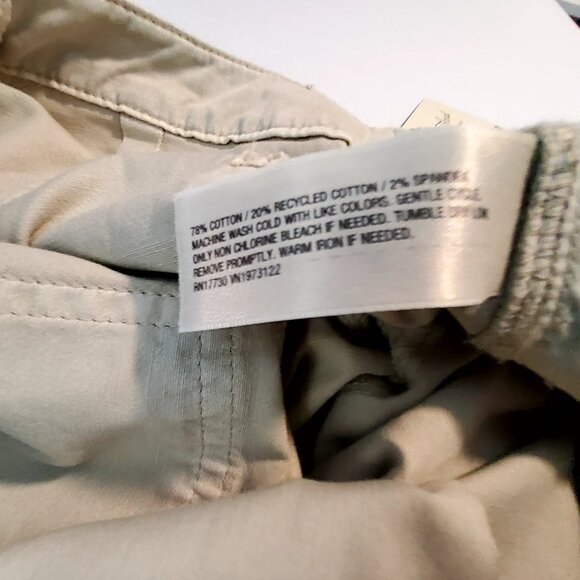 78% COTTON / 20% RECYCLED COTTON / 2% SPANDEX
MACHINE WASH COLD WITH LIKE COLORS. GENTLE CYCLE.
ONLY NON CHLORINE BLEACH IF NEEDED. TUMBLE DRY LOW.
REMOVE PROMPTLY. WARM IRON IF NEEDED.
RN17730 VN1973122